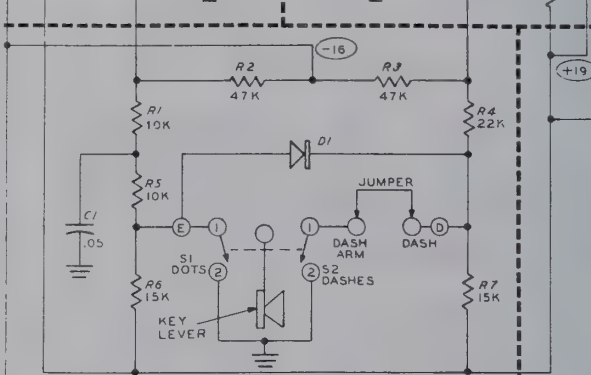 -16
+19
R2
47K
R3
47K
R1
10K
R4
22K
D1
C1
.05
R5
10K
JUMPER
E
1
1
DASH
ARM
DASH
D
S1
DOTS
2
2
S2
DASHES
R6
15K
R7
15K
KEY
LEVER